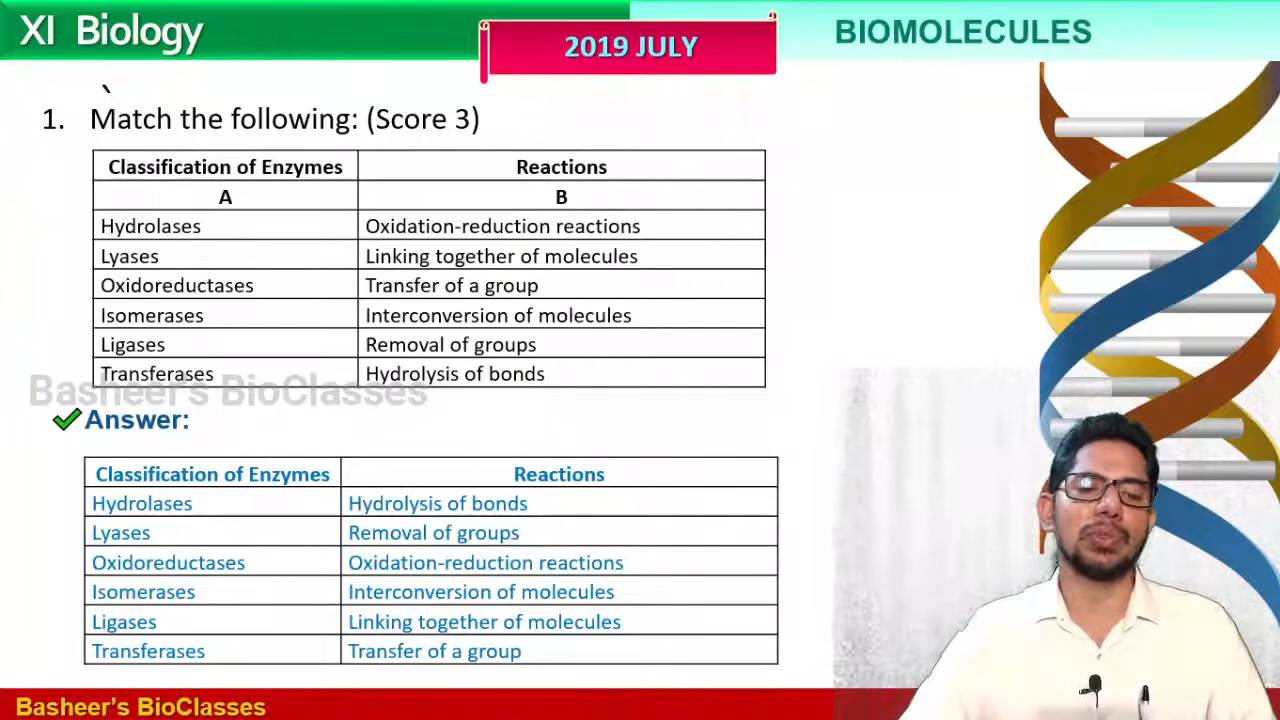 XI Biology
2019 JULY
BIOMOLECULES
1. Match the following: (Score 3)
Classification of Enzymes Reactions
A B
Hydrolases Oxidation-reduction reactions
Lyases Linking together of molecules
Oxidoreductases Transfer of a group
Isomerases Interconversion of molecules
Ligases Removal of groups
Transferases Hydrolysis of bonds
Basheer's BioClasses
Answer:
Classification of Enzymes Reactions
Hydrolases Hydrolysis of bonds
Lyases Removal of groups
Oxidoreductases Oxidation-reduction reactions
Isomerases Interconversion of molecules
Ligases Linking together of molecules
Transferases Transfer of a group
Basheer's BioClasses